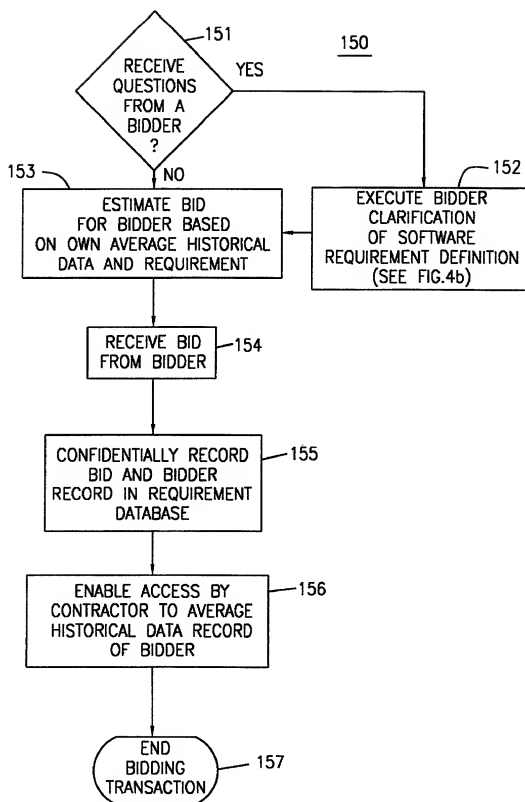 151
150
RECEIVE
QUESTIONS
FROM A
BIDDER
?
YES
NO
153
ESTIMATE BID
FOR BIDDER BASED
ON OWN AVERAGE HISTORICAL
DATA AND REQUIREMENT
152
EXECUTE BIDDER
CLARIFICATION
OF SOFTWARE
REQUIREMENT DEFINITION
(SEE FIG.4b)
RECEIVE BID
FROM BIDDER
154
CONFIDENTIALLY RECORD
BID AND BIDDER
RECORD IN REQUIREMENT
DATABASE
155
ENABLE ACCESS BY
CONTRACTOR TO AVERAGE
HISTORICAL DATA RECORD
OF BIDDER
156
END
BIDDING
TRANSACTION
157